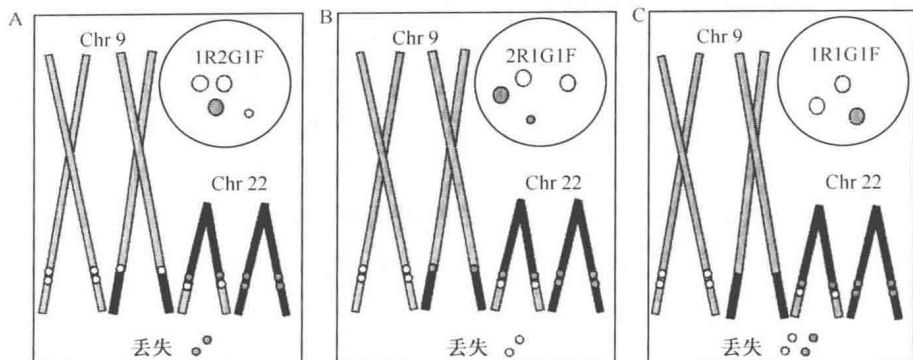 A
Chr 9
1R2G1F
Chr 22
丢失
B
Chr 9
2R1G1F
Chr 22
丢失
C
Chr 9
1R1G1F
Chr 22
丢失